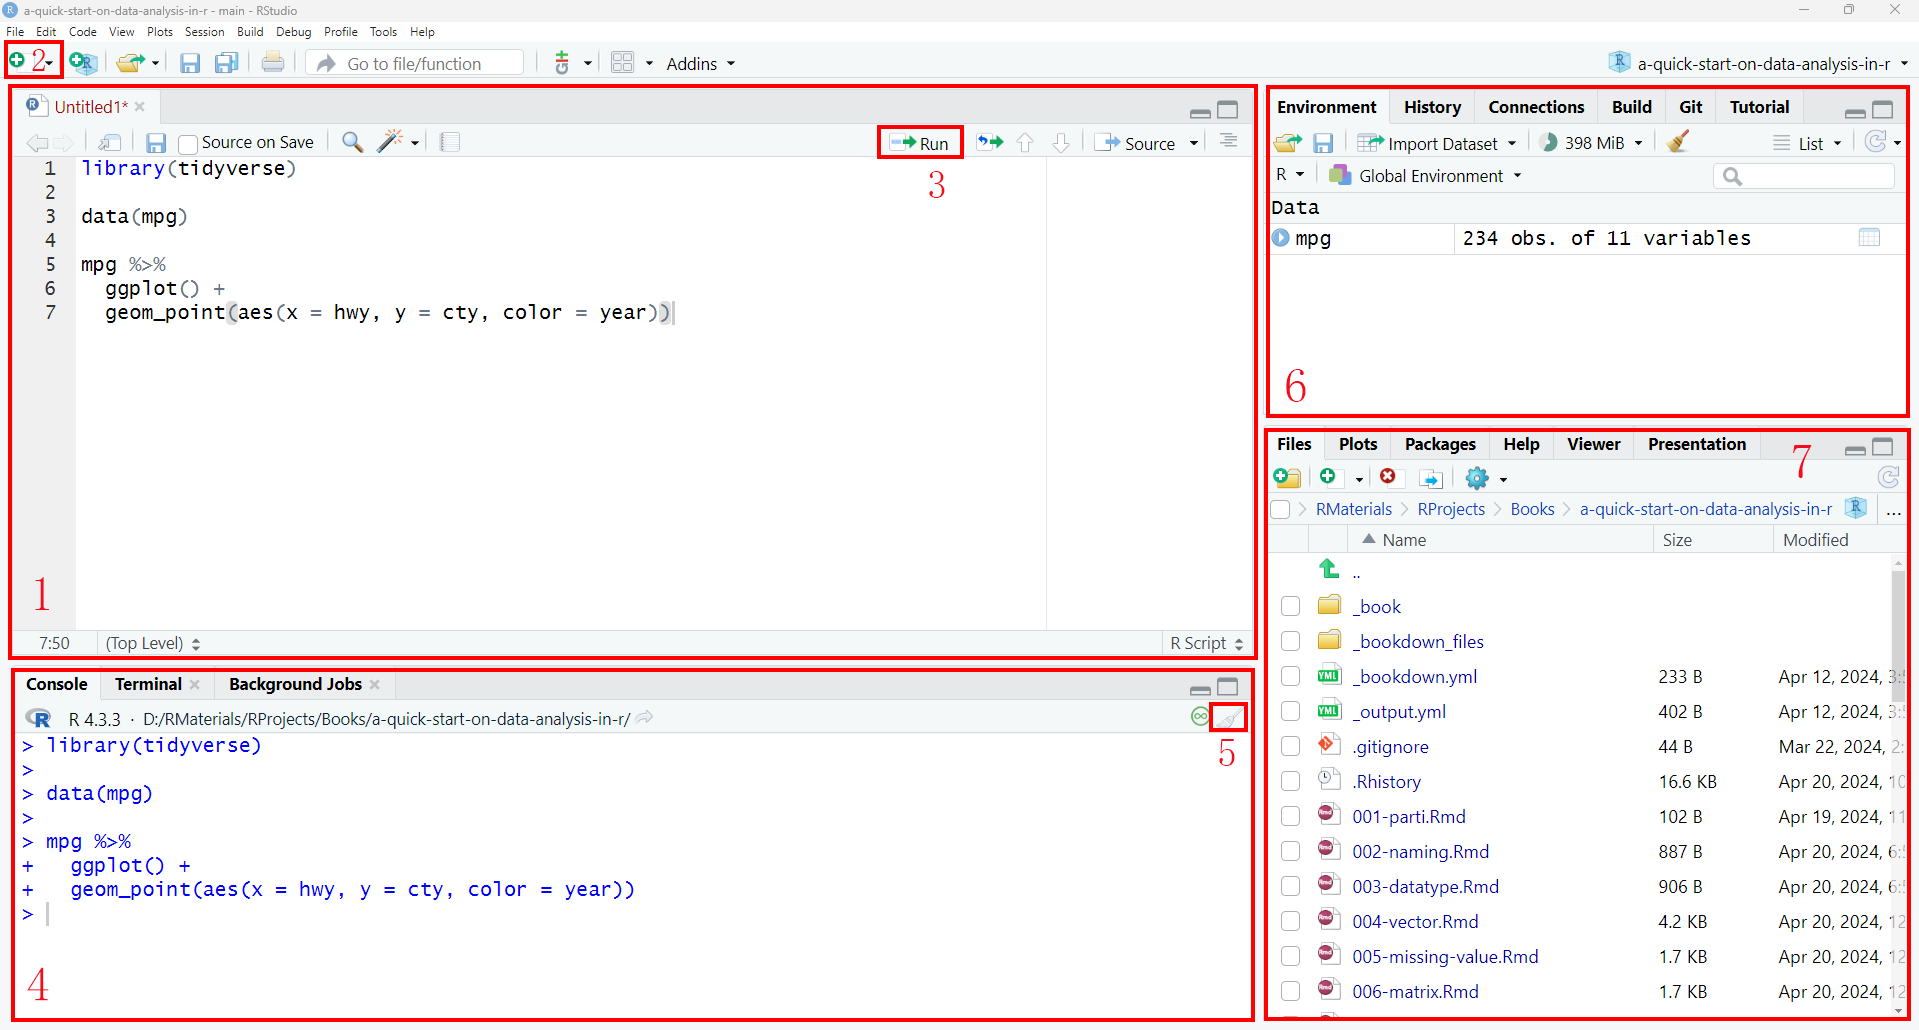 a-quick-start-on-data-analysis-in-r - main - RStudio
File Edit Code View Plots Session Build Debug Profile Tools Help
2 Go to file/function Addins a-quick-start-on-data-analysis-in-r
Untitled1*
Source on Save Run Source
3
1 library(tidyverse)
2
3 data(mpg)
4
5 mpg %>%
6 ggplot() +
7 geom_point(aes(x = hwy, y = cty, color = year))
1
7:50 (Top Level) R Script
Console Terminal Background Jobs
R 4.3.3 · D:/RMaterials/RProjects/Books/a-quick-start-on-data-analysis-in-r/
5
> library(tidyverse)
>
> data(mpg)
>
> mpg %>%
+ ggplot() +
+ geom_point(aes(x = hwy, y = cty, color = year))
>
4
Environment History Connections Build Git Tutorial
Import Dataset 398 MiB List
R Global Environment
Data
mpg 234 obs. of 11 variables
6
Files Plots Packages Help Viewer Presentation
7
RMaterials RProjects Books a-quick-start-on-data-analysis-in-r ...
Name Size Modified
..
_book
_bookdown_files
_bookdown.yml 233 B Apr 12, 2024,
_output.yml 402 B Apr 12, 2024,
.gitignore 44 B Mar 22, 2024,
.Rhistory 16.6 KB Apr 20, 2024,
001-parti.Rmd 102 B Apr 19, 2024,
002-naming.Rmd 887 B Apr 20, 2024,
003-datatype.Rmd 906 B Apr 20, 2024,
004-vector.Rmd 4.2 KB Apr 20, 2024,
005-missing-value.Rmd 1.7 KB Apr 20, 2024,
006-matrix.Rmd 1.7 KB Apr 20, 2024,